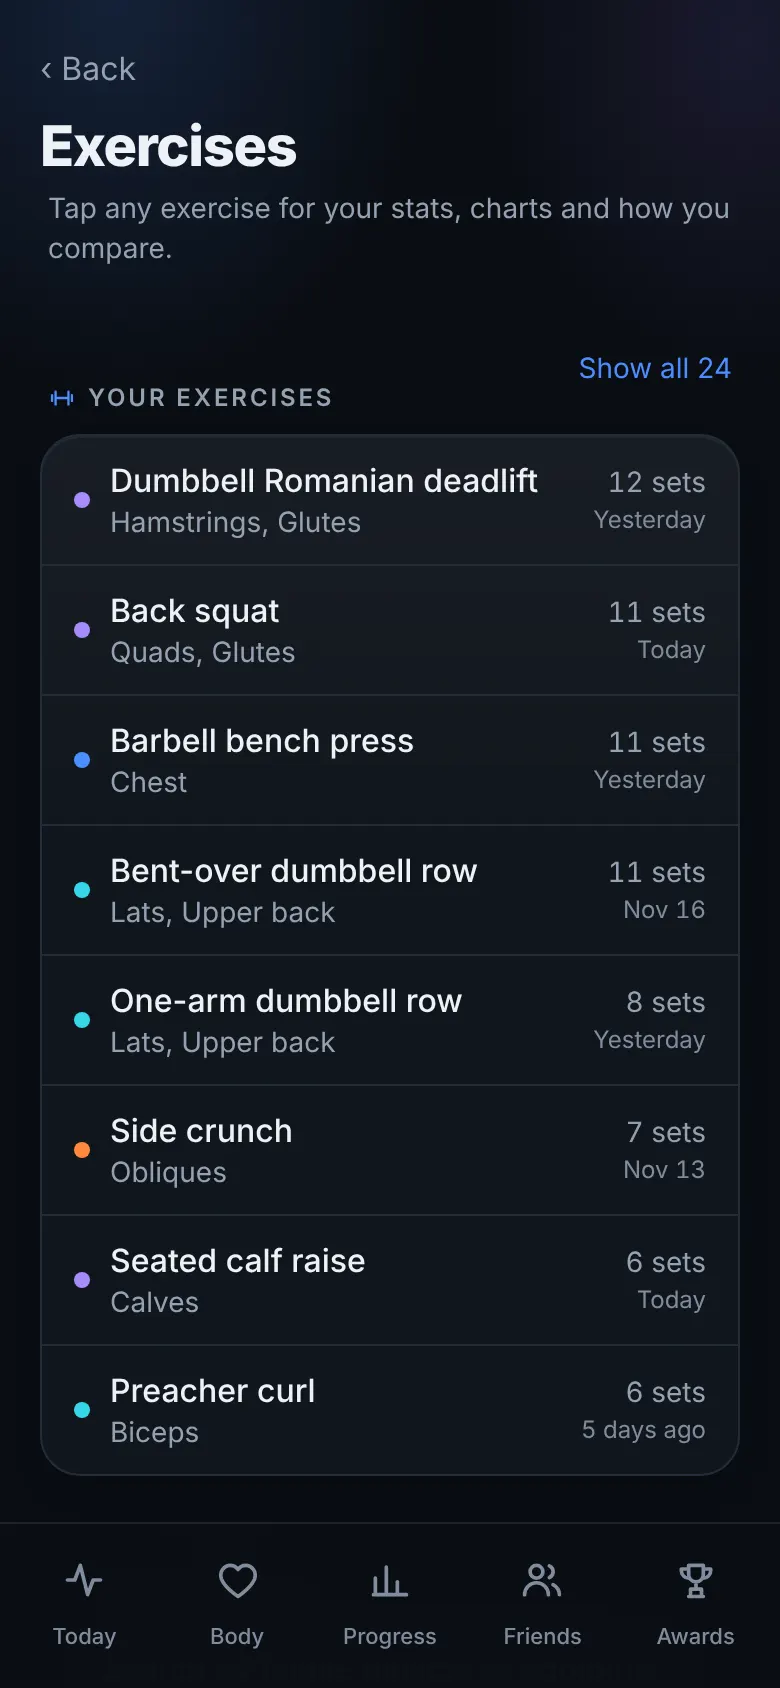 ‹ Back
Exercises
Tap any exercise for your stats, charts and how you
compare.
Show all 24
YOUR EXERCISES
Dumbbell Romanian deadlift
12 sets
Hamstrings, Glutes
Yesterday
Back squat
11 sets
Quads, Glutes
Today
Barbell bench press
11 sets
Chest
Yesterday
Bent-over dumbbell row
11 sets
Lats, Upper back
Nov 16
One-arm dumbbell row
8 sets
Lats, Upper back
Yesterday
Side crunch
7 sets
Obliques
Nov 13
Seated calf raise
6 sets
Calves
Today
Preacher curl
6 sets
Biceps
5 days ago
Today
Body
Progress
Friends
Awards